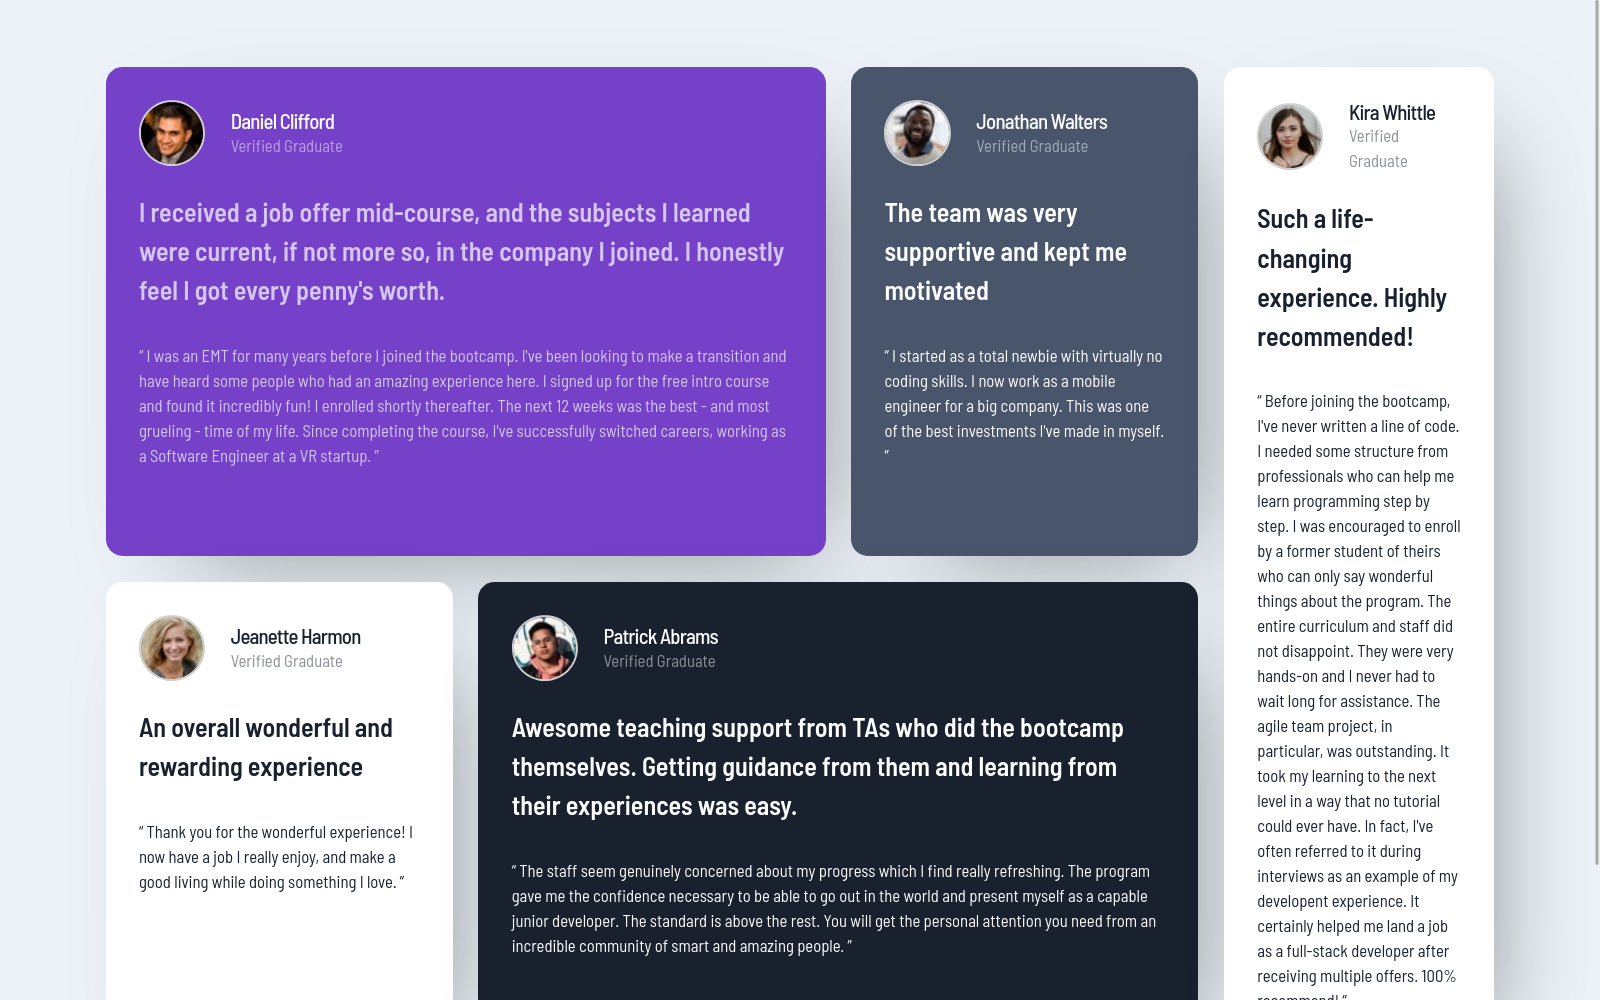 Daniel Clifford
Verified Graduate
I received a job offer mid-course, and the subjects I learned
were current, if not more so, in the company I joined. I honestly
feel I got every penny's worth.
“ I was an EMT for many years before I joined the bootcamp. I've been looking to make a transition and
have heard some people who had an amazing experience here. I signed up for the free intro course
and found it incredibly fun! I enrolled shortly thereafter. The next 12 weeks was the best - and most
grueling - time of my life. Since completing the course, I've successfully switched careers, working as
a Software Engineer at a VR startup. ”
Jonathan Walters
Verified Graduate
The team was very
supportive and kept me
motivated
“ I started as a total newbie with virtually no
coding skills. I now work as a mobile
engineer for a big company. This was one
of the best investments I've made in myself.
”
Kira Whittle
Verified
Graduate
Such a life-
changing
experience. Highly
recommended!
“ Before joining the bootcamp,
I've never written a line of code.
I needed some structure from
professionals who can help me
learn programming step by
step. I was encouraged to enroll
by a former student of theirs
who can only say wonderful
things about the program. The
entire curriculum and staff did
not disappoint. They were very
hands-on and I never had to
wait long for assistance. The
agile team project, in
particular, was outstanding. It
took my learning to the next
level in a way that no tutorial
could ever have. In fact, I've
often referred to it during
interviews as an example of my
developent experience. It
certainly helped me land a job
as a full-stack developer after
receiving multiple offers. 100%
recommend! ”
Jeanette Harmon
Verified Graduate
An overall wonderful and
rewarding experience
“ Thank you for the wonderful experience! I
now have a job I really enjoy, and make a
good living while doing something I love. ”
Patrick Abrams
Verified Graduate
Awesome teaching support from TAs who did the bootcamp
themselves. Getting guidance from them and learning from
their experiences was easy.
“ The staff seem genuinely concerned about my progress which I find really refreshing. The program
gave me the confidence necessary to be able to go out in the world and present myself as a capable
junior developer. The standard is above the rest. You will get the personal attention you need from an
incredible community of smart and amazing people. ”